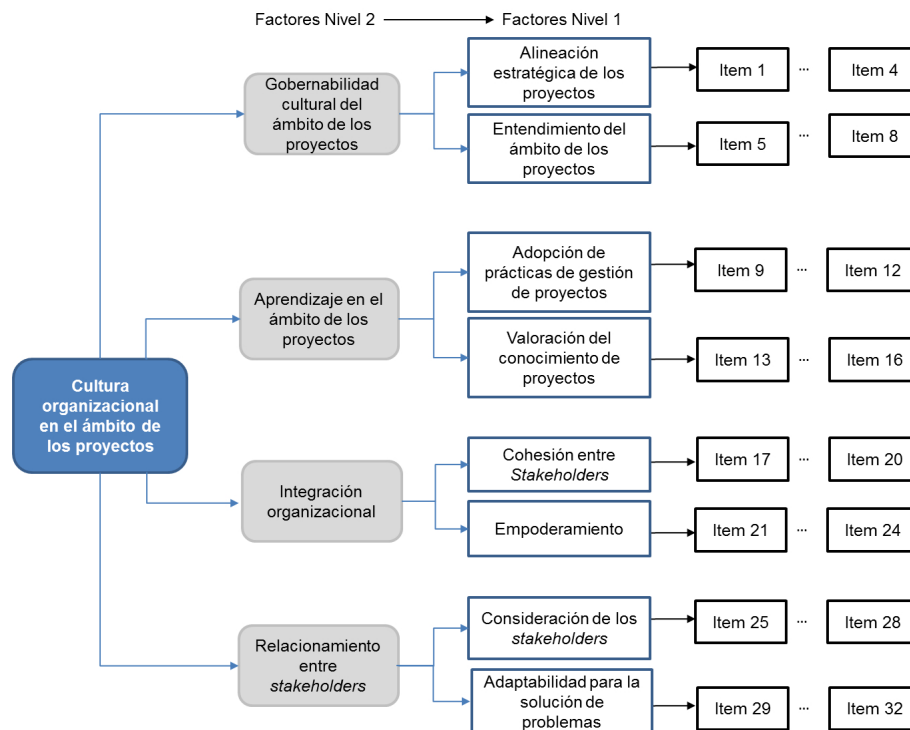 Factores Nivel 2
Factores Nivel 1
Gobernabilidad
cultural del
ámbito de los
proyectos
Alineación
estratégica de los
proyectos
Item 1
...
Item 4
Entendimiento del
ámbito de los
proyectos
Item 5
...
Item 8
Aprendizaje en el
ámbito de los
proyectos
Adopción de
prácticas de gestión
de proyectos
Item 9
...
Item 12
Valoración del
conocimiento de
proyectos
Item 13
...
Item 16
Cultura
organizacional
en el ámbito de
los proyectos
Integración
organizacional
Cohesión entre
Stakeholders
Item 17
...
Item 20
Empoderamiento
Item 21
...
Item 24
Relacionamiento
entre
stakeholders
Consideración de los
stakeholders
Item 25
...
Item 28
Adaptabilidad para la
solución de
problemas
Item 29
...
Item 32